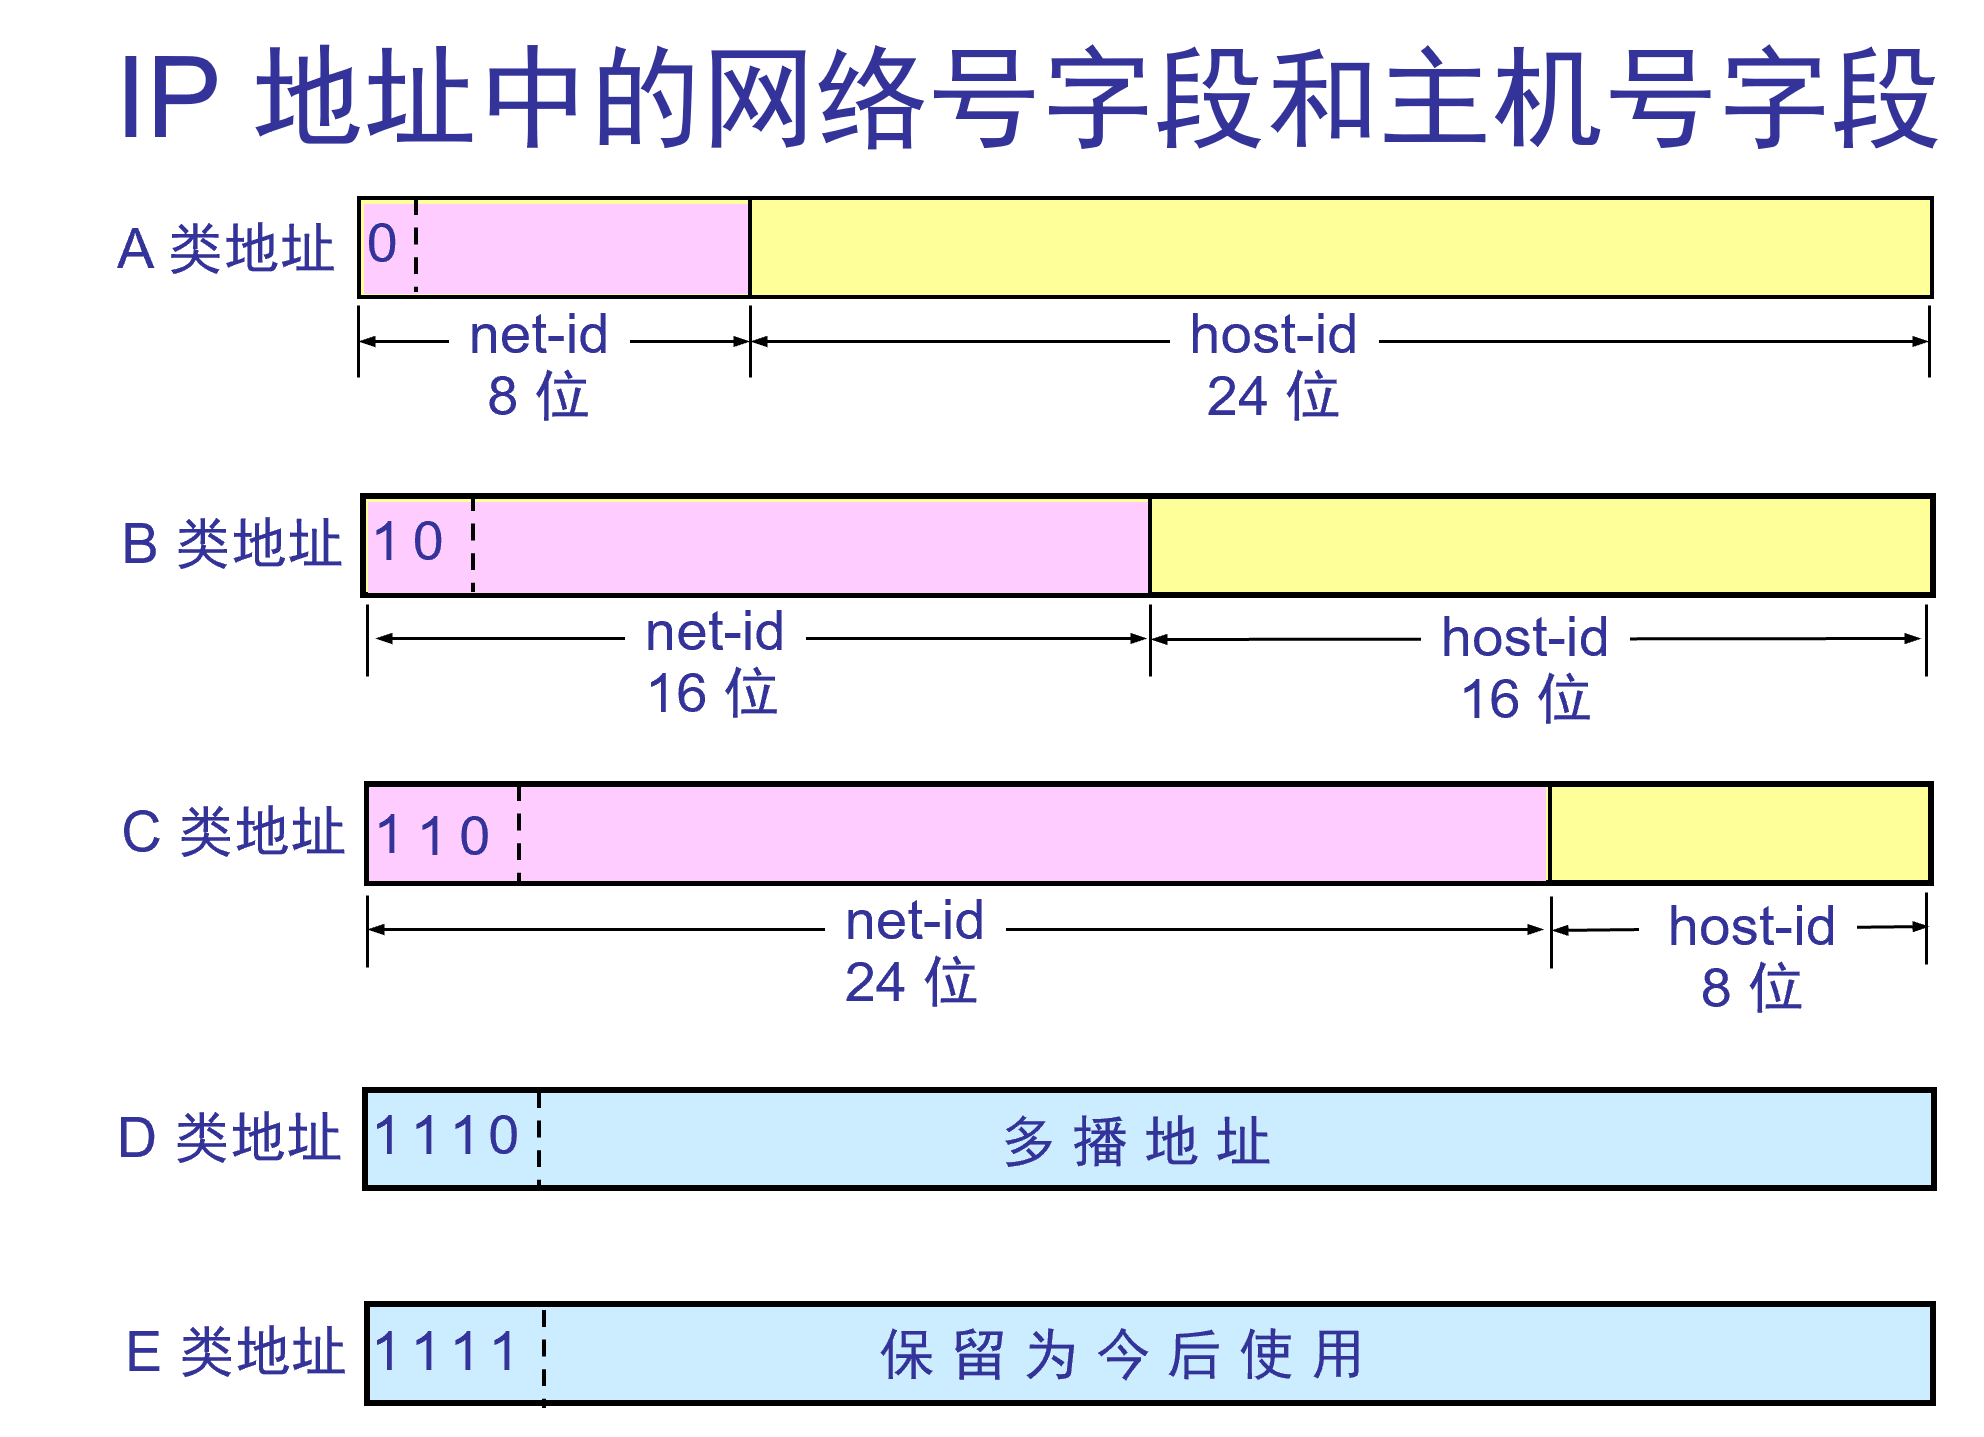 IP 地址中的网络号字段和主机号字段
A 类地址
0
net-id
8 位
host-id
24 位
B 类地址
1 0
net-id
16 位
host-id
16 位
C 类地址
1 1 0
net-id
24 位
host-id
8 位
D 类地址
1 1 1 0
多 播 地 址
E 类地址
1 1 1 1
保 留 为 今 后 使 用